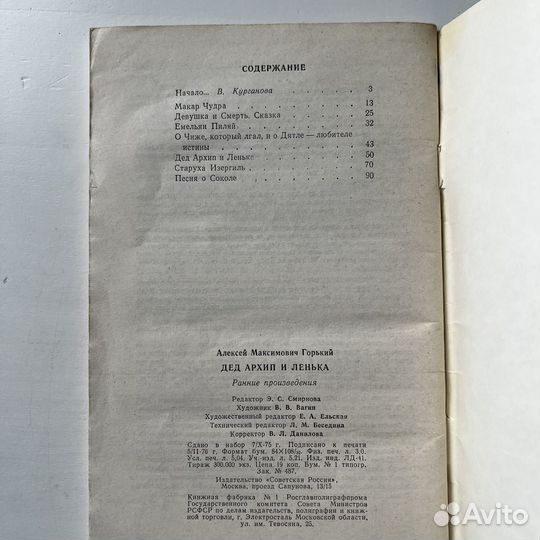 СОДЕРЖАНИЕ
Начало... В. Курганова . . . . . 3
Макар Чудра . . . . . . . . 13
Девушка и Смерть. Сказка . . . . . 25
Емельян Пиляй . . . . . . . . 32
О Чиже, который лгал, и о Дятле — любителе
истины . . . . . . . . . 43
Дед Архип и Ленька . . . . . . 50
Старуха Изергиль . . . . . . . 70
Песня о Соколе . . . . . . . 90
Алексей Максимович Горький
ДЕД АРХИП И ЛЕНЬКА
Ранние произведения
Редактор Э. С. Смирнова
Художник В. В. Вагин
Художественный редактор Е. А. Ельская
Технический редактор Л. М. Беседина
Корректор В. Л. Данилова
Сдано в набор 7/X-75 г. Подписано к печати
5/II-76 г. Формат бум. 84X108/32. Физ. печ. л. 3,0.
Усл. печ. л. 5,04. Уч.-изд. л. 5,21. Изд. инд. ЛД-41.
Тираж 300.000 экз. Цена 19 коп. Бум. № 1 типогр.
Зак. № 487.
Издательство «Советская Россия».
Москва, проезд Сапунова, 13/15
Книжная фабрика № 1 Росглавполиграфпрома
Государственного комитета Совета Министров
РСФСР по делам издательств, полиграфии и книж-
ной торговли, г. Электросталь Московской области,
ул. им. Тевосяна, 25.
Avito